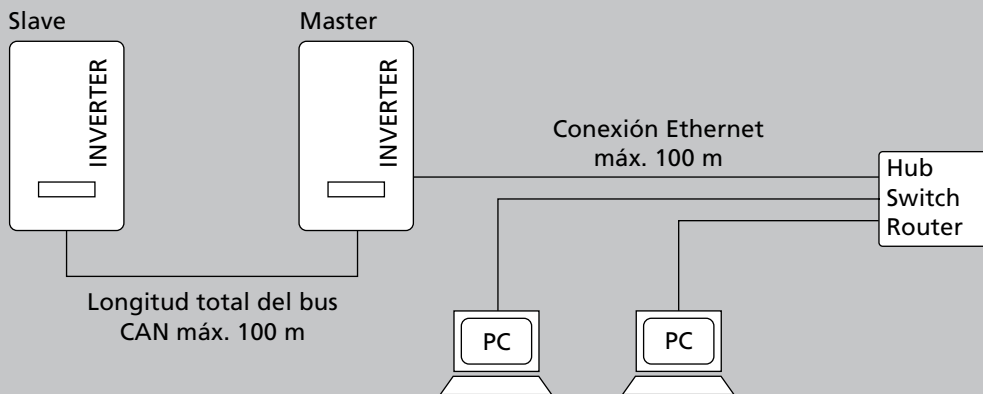 Slave
Master
INVERTER
INVERTER
Conexión Ethernet
máx. 100 m
Hub
Switch
Router
Longitud total del bus
CAN máx. 100 m
PC
PC